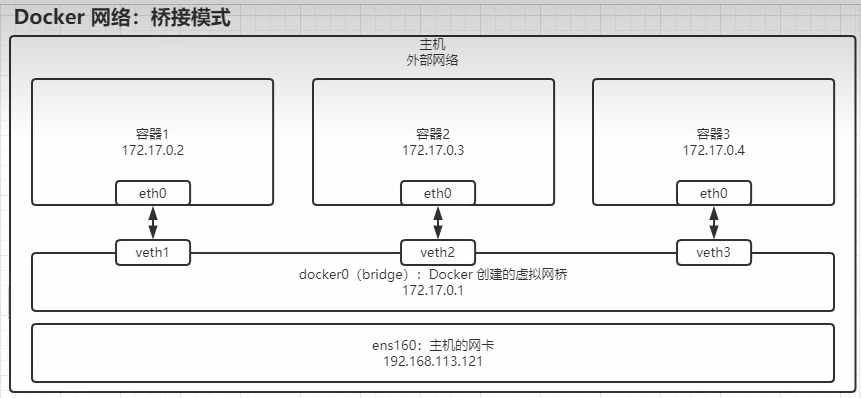 Docker 网络：桥接模式
主机
外部网络
容器1
172.17.0.2
容器2
172.17.0.3
容器3
172.17.0.4
eth0
eth0
eth0
veth1
veth2
veth3
docker0（bridge）：Docker 创建的虚拟网桥
172.17.0.1
ens160：主机的网卡
192.168.113.121